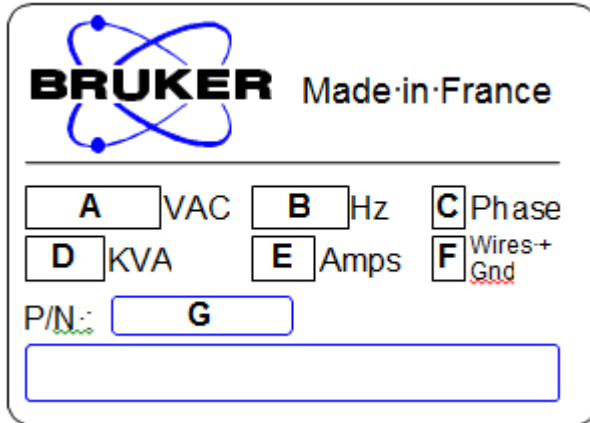 BRUKER Made·in·France
A VAC B Hz C Phase
D KVA E Amps F Wires·+ Gnd
P/N·: G